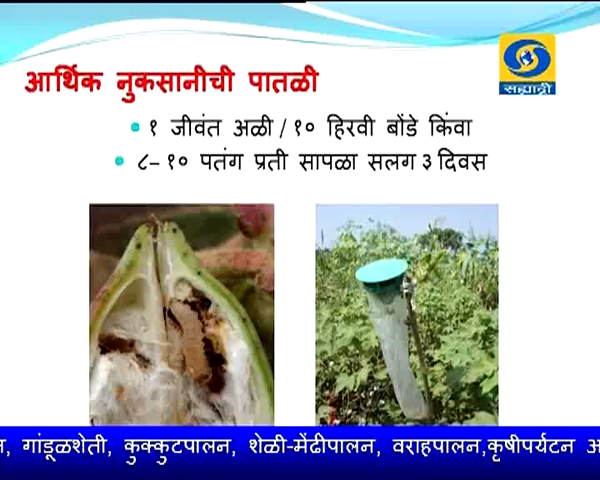 आर्थिक नुकसानीची पातळी
सह्याद्री
१ जीवंत अळी / १० हिरवी बोंडे किंवा
८– १० पतंग प्रती सापळा सलग ३ दिवस
गांडूळशेती, कुक्कुटपालन, शेळी-मेंढीपालन, वराहपालन,कृषीपर्यटन